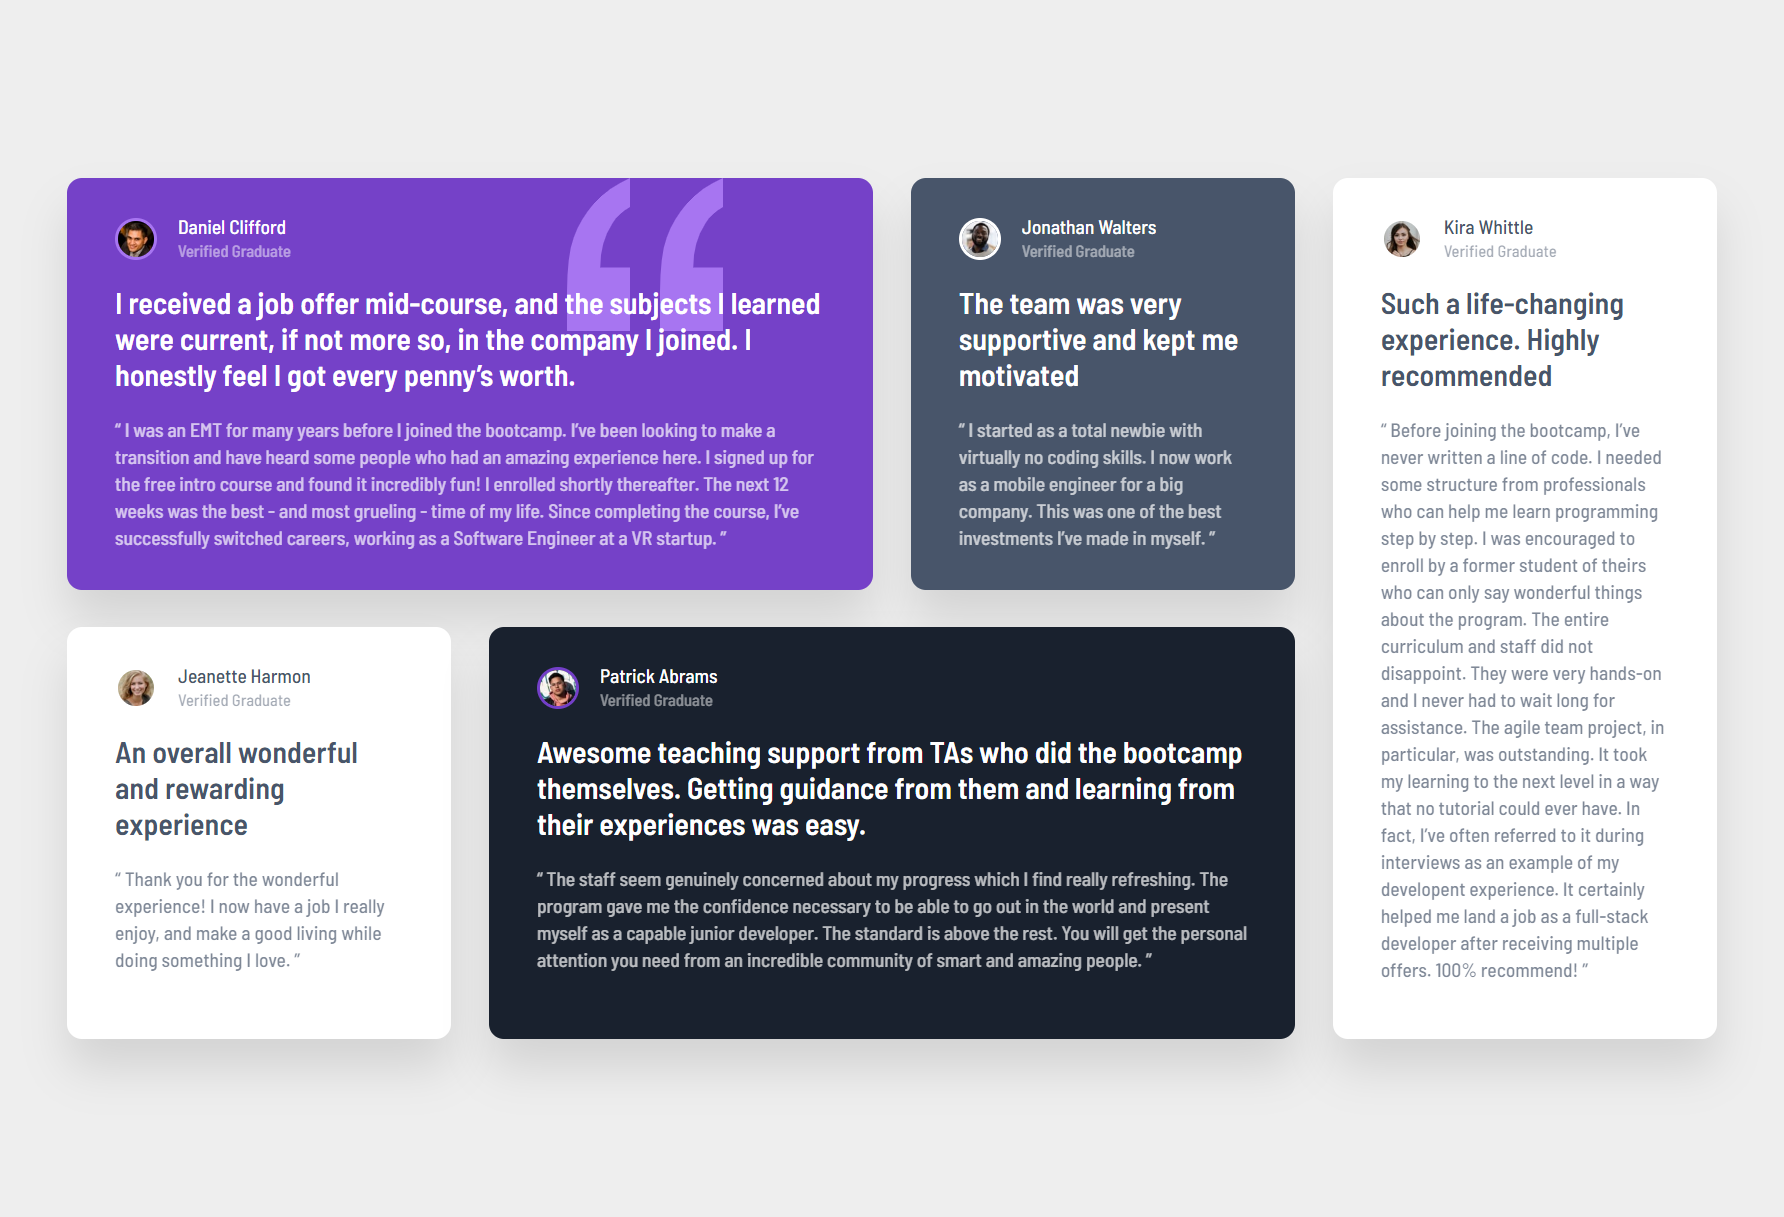 Daniel Clifford
Verified Graduate
I received a job offer mid-course, and the subjects I learned
were current, if not more so, in the company I joined. I
honestly feel I got every penny’s worth.
“ I was an EMT for many years before I joined the bootcamp. I’ve been looking to make a
transition and have heard some people who had an amazing experience here. I signed up for
the free intro course and found it incredibly fun! I enrolled shortly thereafter. The next 12
weeks was the best - and most grueling - time of my life. Since completing the course, I’ve
successfully switched careers, working as a Software Engineer at a VR startup. ”
Jonathan Walters
Verified Graduate
The team was very
supportive and kept me
motivated
“ I started as a total newbie with
virtually no coding skills. I now work
as a mobile engineer for a big
company. This was one of the best
investments I’ve made in myself. ”
Kira Whittle
Verified Graduate
Such a life-changing
experience. Highly
recommended
“ Before joining the bootcamp, I’ve
never written a line of code. I needed
some structure from professionals
who can help me learn programming
step by step. I was encouraged to
enroll by a former student of theirs
who can only say wonderful things
about the program. The entire
curriculum and staff did not
disappoint. They were very hands-on
and I never had to wait long for
assistance. The agile team project, in
particular, was outstanding. It took
my learning to the next level in a way
that no tutorial could ever have. In
fact, I’ve often referred to it during
interviews as an example of my
developent experience. It certainly
helped me land a job as a full-stack
developer after receiving multiple
offers. 100% recommend! ”
Jeanette Harmon
Verified Graduate
An overall wonderful
and rewarding
experience
“ Thank you for the wonderful
experience! I now have a job I really
enjoy, and make a good living while
doing something I love. ”
Patrick Abrams
Verified Graduate
Awesome teaching support from TAs who did the bootcamp
themselves. Getting guidance from them and learning from
their experiences was easy.
“ The staff seem genuinely concerned about my progress which I find really refreshing. The
program gave me the confidence necessary to be able to go out in the world and present
myself as a capable junior developer. The standard is above the rest. You will get the personal
attention you need from an incredible community of smart and amazing people. ”